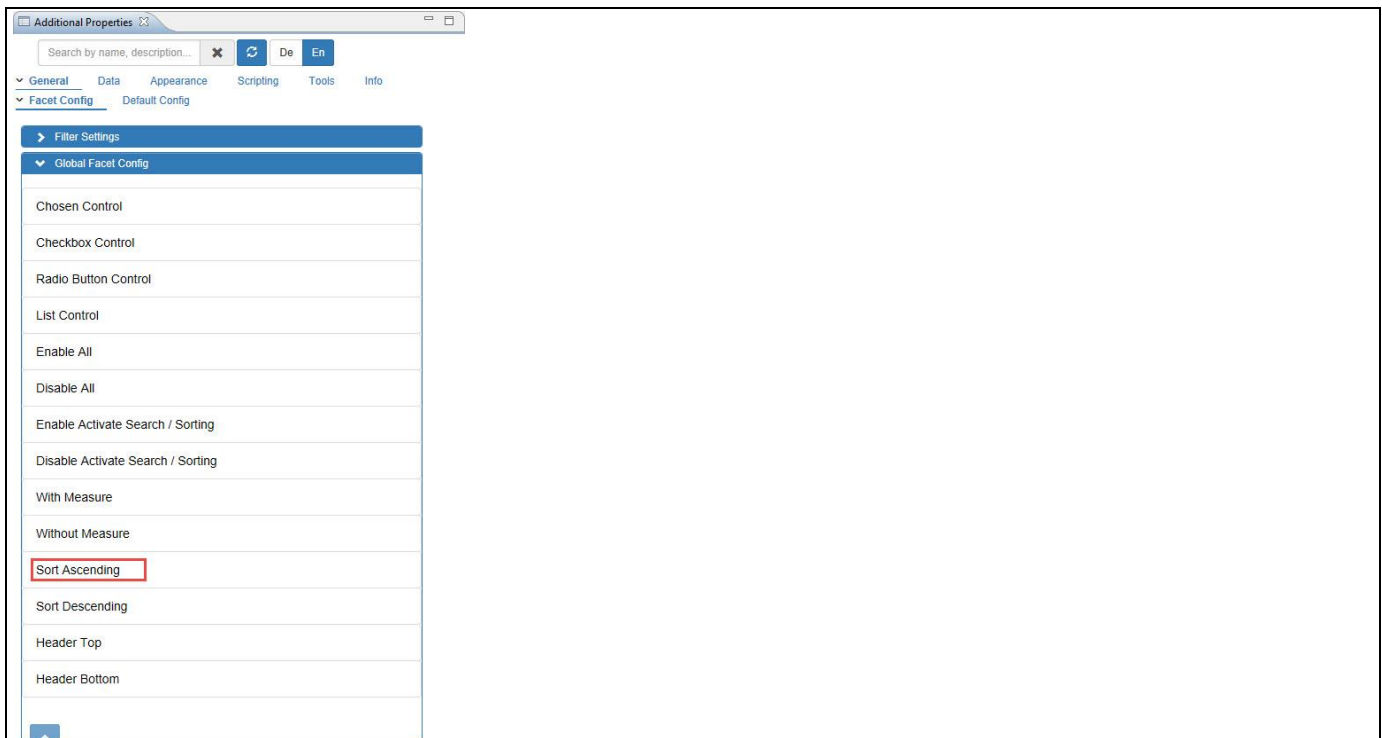 Additional Properties
Search by name, description... De En
General Data Appearance Scripting Tools Info
Facet Config Default Config
Filter Settings
Global Facet Config
Chosen Control
Checkbox Control
Radio Button Control
List Control
Enable All
Disable All
Enable Activate Search / Sorting
Disable Activate Search / Sorting
With Measure
Without Measure
Sort Ascending
Sort Descending
Header Top
Header Bottom